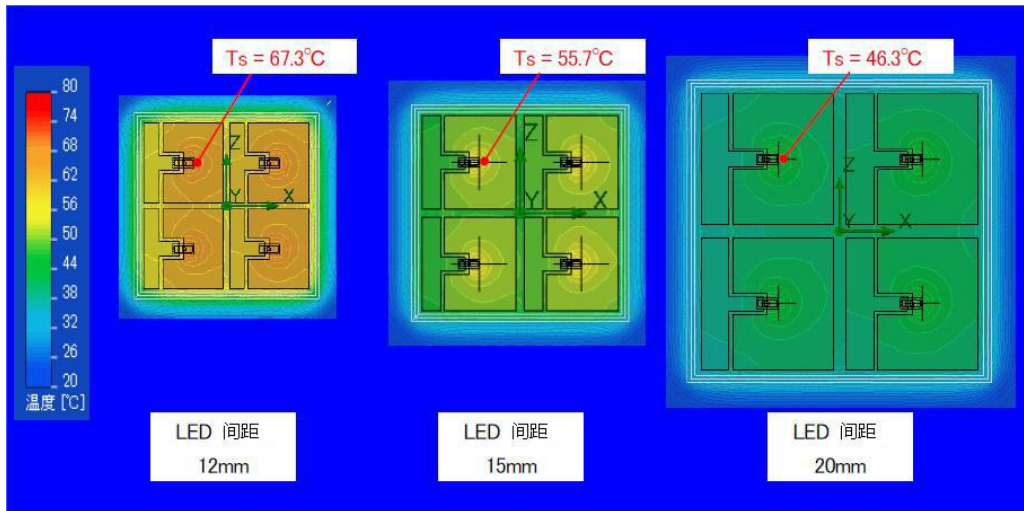 Ts = 67.3°C
Ts = 55.7°C
Ts = 46.3°C
80
74
68
62
56
50
44
38
32
26
20
温度 [℃]
Z
Y
X
Z
Y
X
Z
Y
X
LED 间距
12mm
LED 间距
15mm
LED 间距
20mm